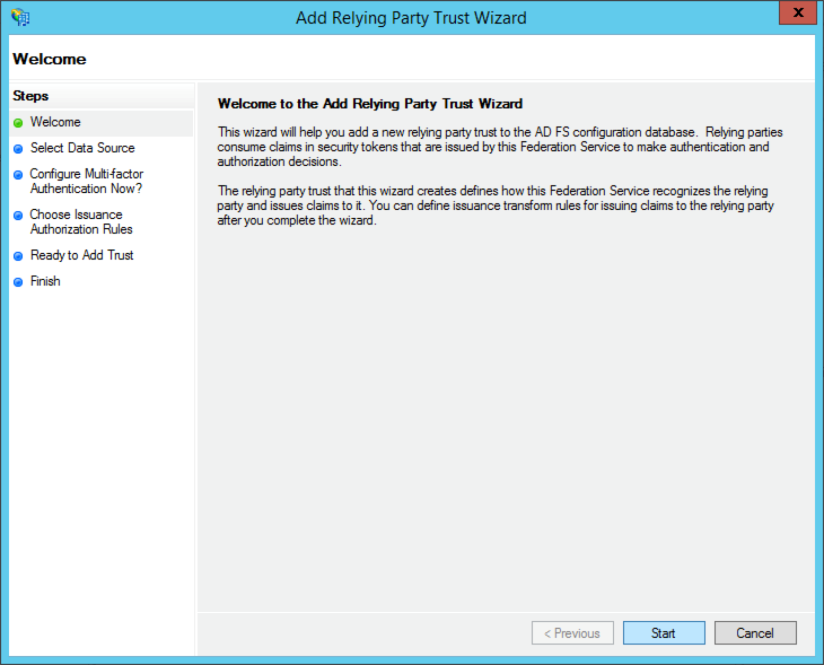 Add Relying Party Trust Wizard
x
Welcome
Steps
Welcome
Select Data Source
Configure Multi-factor
Authentication Now?
Choose Issuance
Authorization Rules
Ready to Add Trust
Finish
Welcome to the Add Relying Party Trust Wizard
This wizard will help you add a new relying party trust to the AD FS configuration database.  Relying parties
consume claims in security tokens that are issued by this Federation Service to make authentication and
authorization decisions.
The relying party trust that this wizard creates defines how this Federation Service recognizes the relying
party and issues claims to it. You can define issuance transform rules for issuing claims to the relying party
after you complete the wizard.
< Previous
Start
Cancel